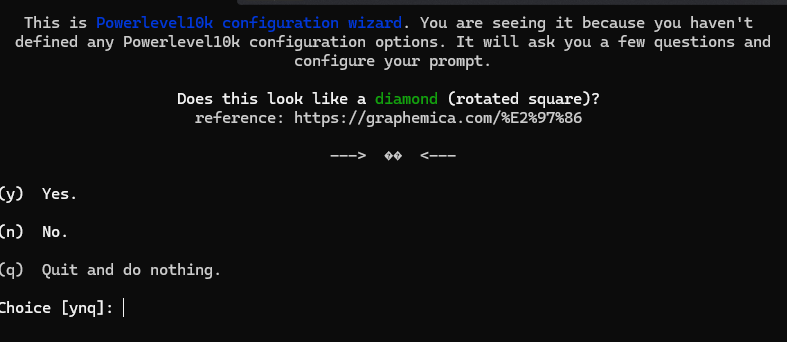 This is Powerlevel10k configuration wizard. You are seeing it because you haven't
defined any Powerlevel10k configuration options. It will ask you a few questions and
configure your prompt.
Does this look like a diamond (rotated square)?
reference: https://graphemica.com/%E2%97%86
---> �� <---
(y) Yes.
(n) No.
(q) Quit and do nothing.
Choice [ynq]: